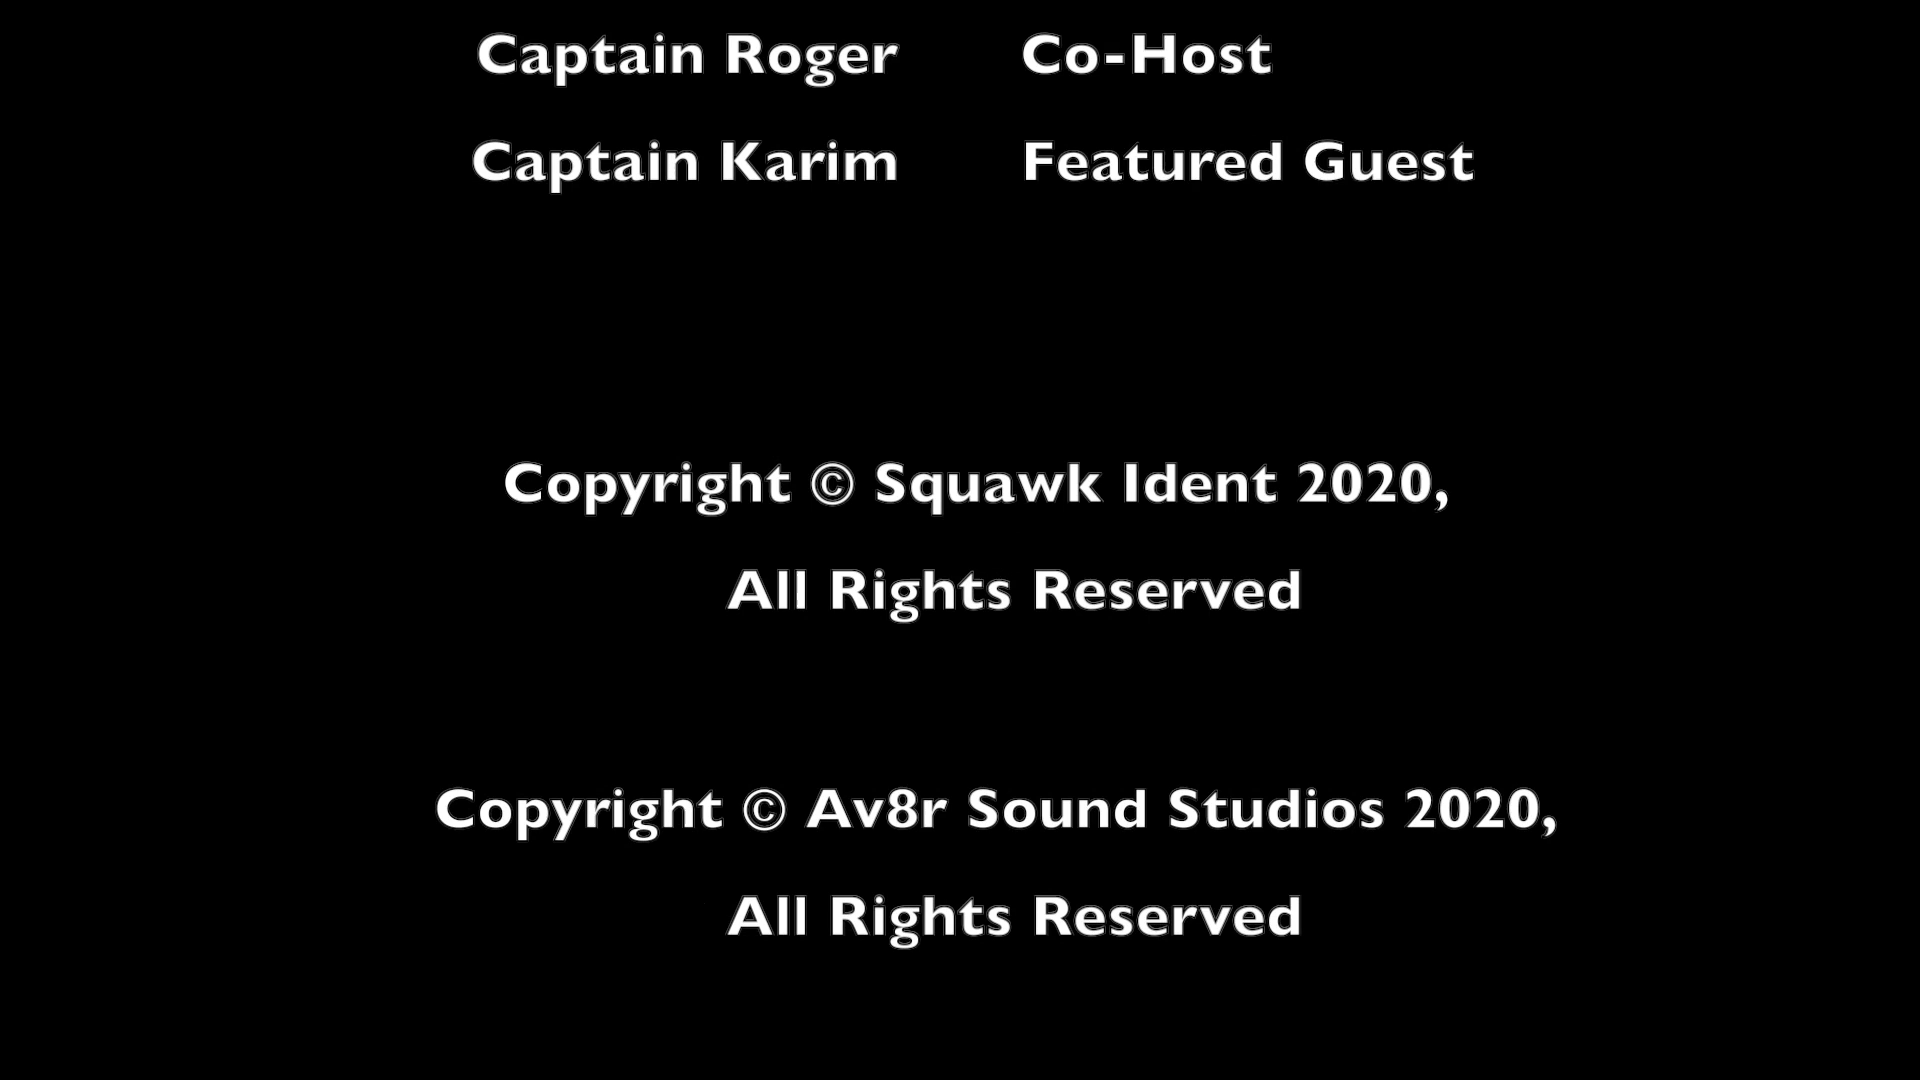 Captain Roger Co-Host
Captain Karim Featured Guest
Copyright © Squawk Ident 2020,
All Rights Reserved
Copyright © Av8r Sound Studios 2020,
All Rights Reserved